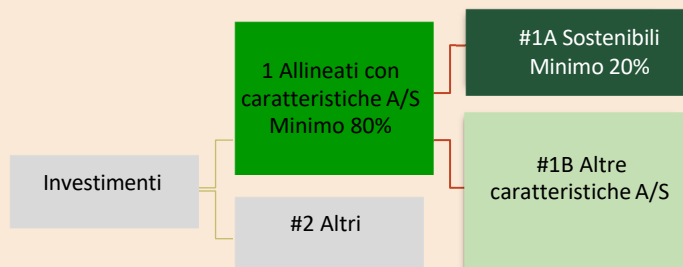 Investimenti
1 Allineati con
caratteristiche A/S
Minimo 80%
#2 Altri
#1A Sostenibili
Minimo 20%
#1B Altre
caratteristiche A/S